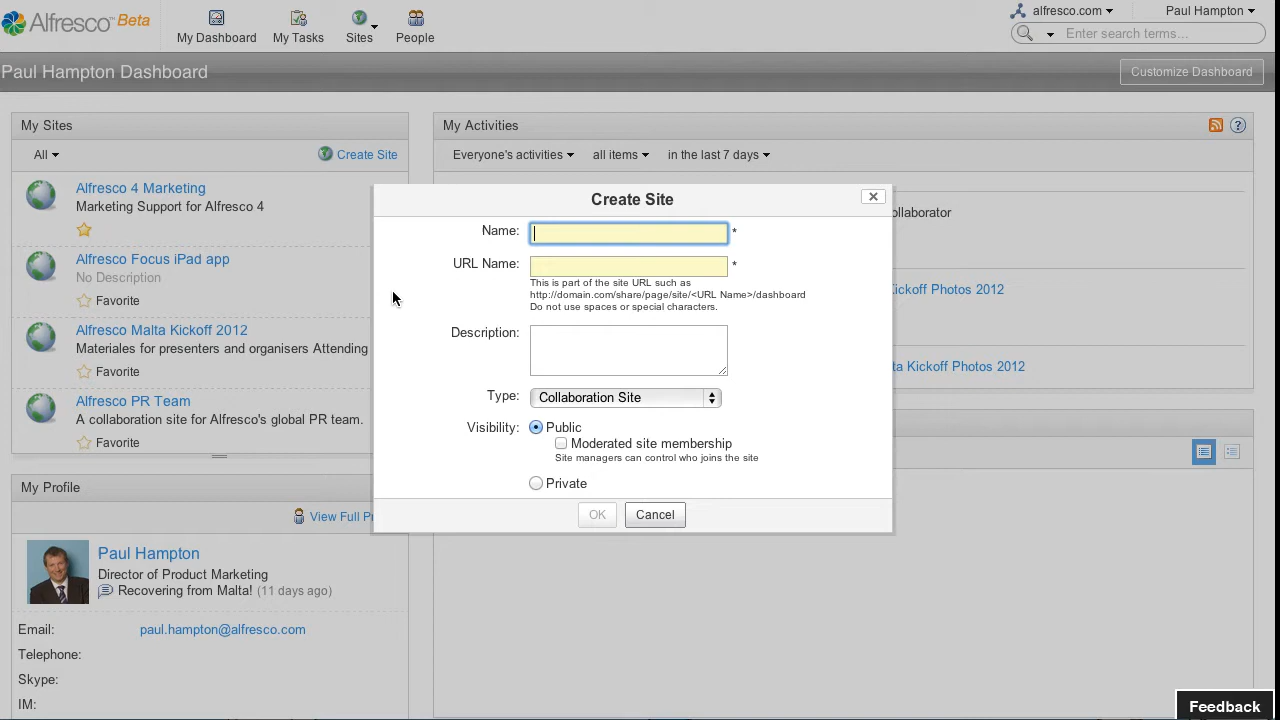 Alfresco™ Beta
My Dashboard
My Tasks
Sites
People
alfresco.com
Paul Hampton
Enter search terms...
Paul Hampton Dashboard
Customize Dashboard
My Sites
All
Create Site
Alfresco 4 Marketing
Marketing Support for Alfresco 4
Alfresco Focus iPad app
No Description
Favorite
Alfresco Malta Kickoff 2012
Materiales for presenters and organisers Attending
Favorite
Alfresco PR Team
A collaboration site for Alfresco's global PR team.
Favorite
My Activities
?
Everyone's activities
all items
in the last 7 days
ollaborator
Kickoff Photos 2012
ta Kickoff Photos 2012
Create Site
Name: *
URL Name: *
This is part of the site URL such as
http://domain.com/share/page/site/<URL Name>/dashboard
Do not use spaces or special characters.
Description:
Type: Collaboration Site
Visibility: Public
Moderated site membership
Site managers can control who joins the site
Private
OK
Cancel
My Profile
View Full Pr
Paul Hampton
Director of Product Marketing
Recovering from Malta! (11 days ago)
Email: paul.hampton@alfresco.com
Telephone:
Skype:
IM:
Feedback